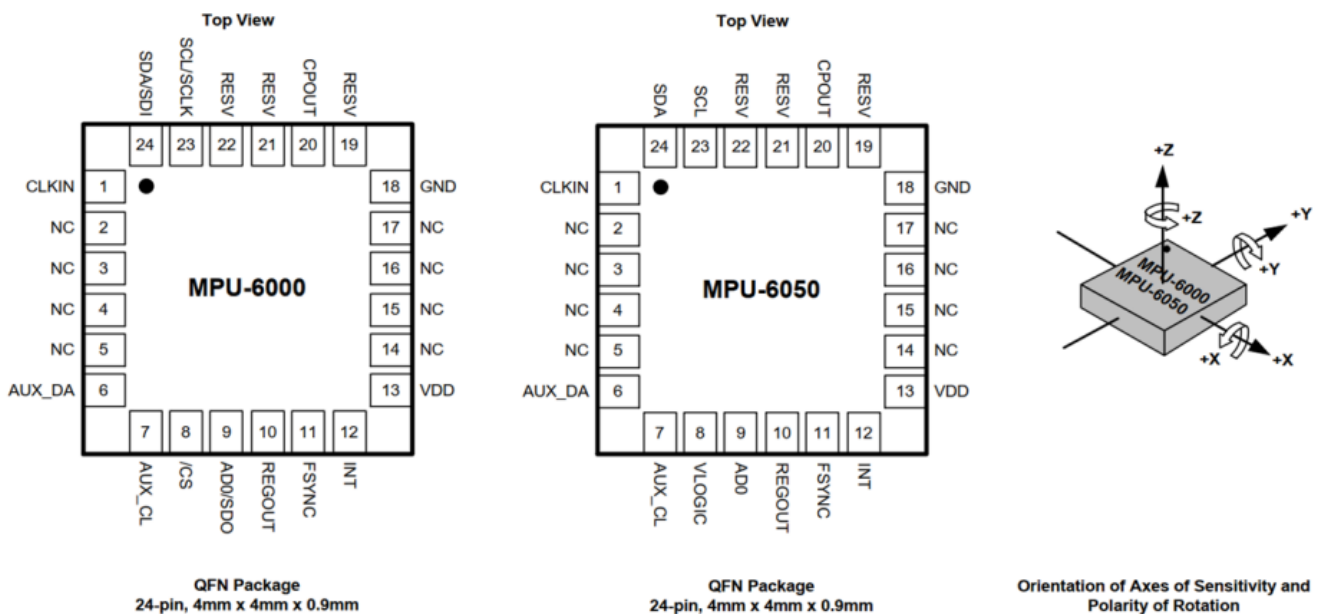 Top View
SDA/SDI
SCL/SCLK
RESV
RESV
CPOUT
RESV
24 23 22 21 20 19
CLKIN 1 18 GND
NC 2 17 NC
NC 3 16 NC
MPU-6000
NC 4 15 NC
NC 5 14 NC
AUX_DA 6 13 VDD
7 8 9 10 11 12
AUX_CL
/CS
AD0/SDO
REGOUT
FSYNC
INT
QFN Package
24-pin, 4mm x 4mm x 0.9mm
Top View
SDA
SCL
RESV
RESV
CPOUT
RESV
24 23 22 21 20 19
CLKIN 1 18 GND
NC 2 17 NC
NC 3 16 NC
MPU-6050
NC 4 15 NC
NC 5 14 NC
AUX_DA 6 13 VDD
7 8 9 10 11 12
AUX_CL
VLOGIC
AD0
REGOUT
FSYNC
INT
QFN Package
24-pin, 4mm x 4mm x 0.9mm
+Z
+Z
+Y
+Y
MPU-6000
MPU-6050
+X
+X
Orientation of Axes of Sensitivity and
Polarity of Rotation